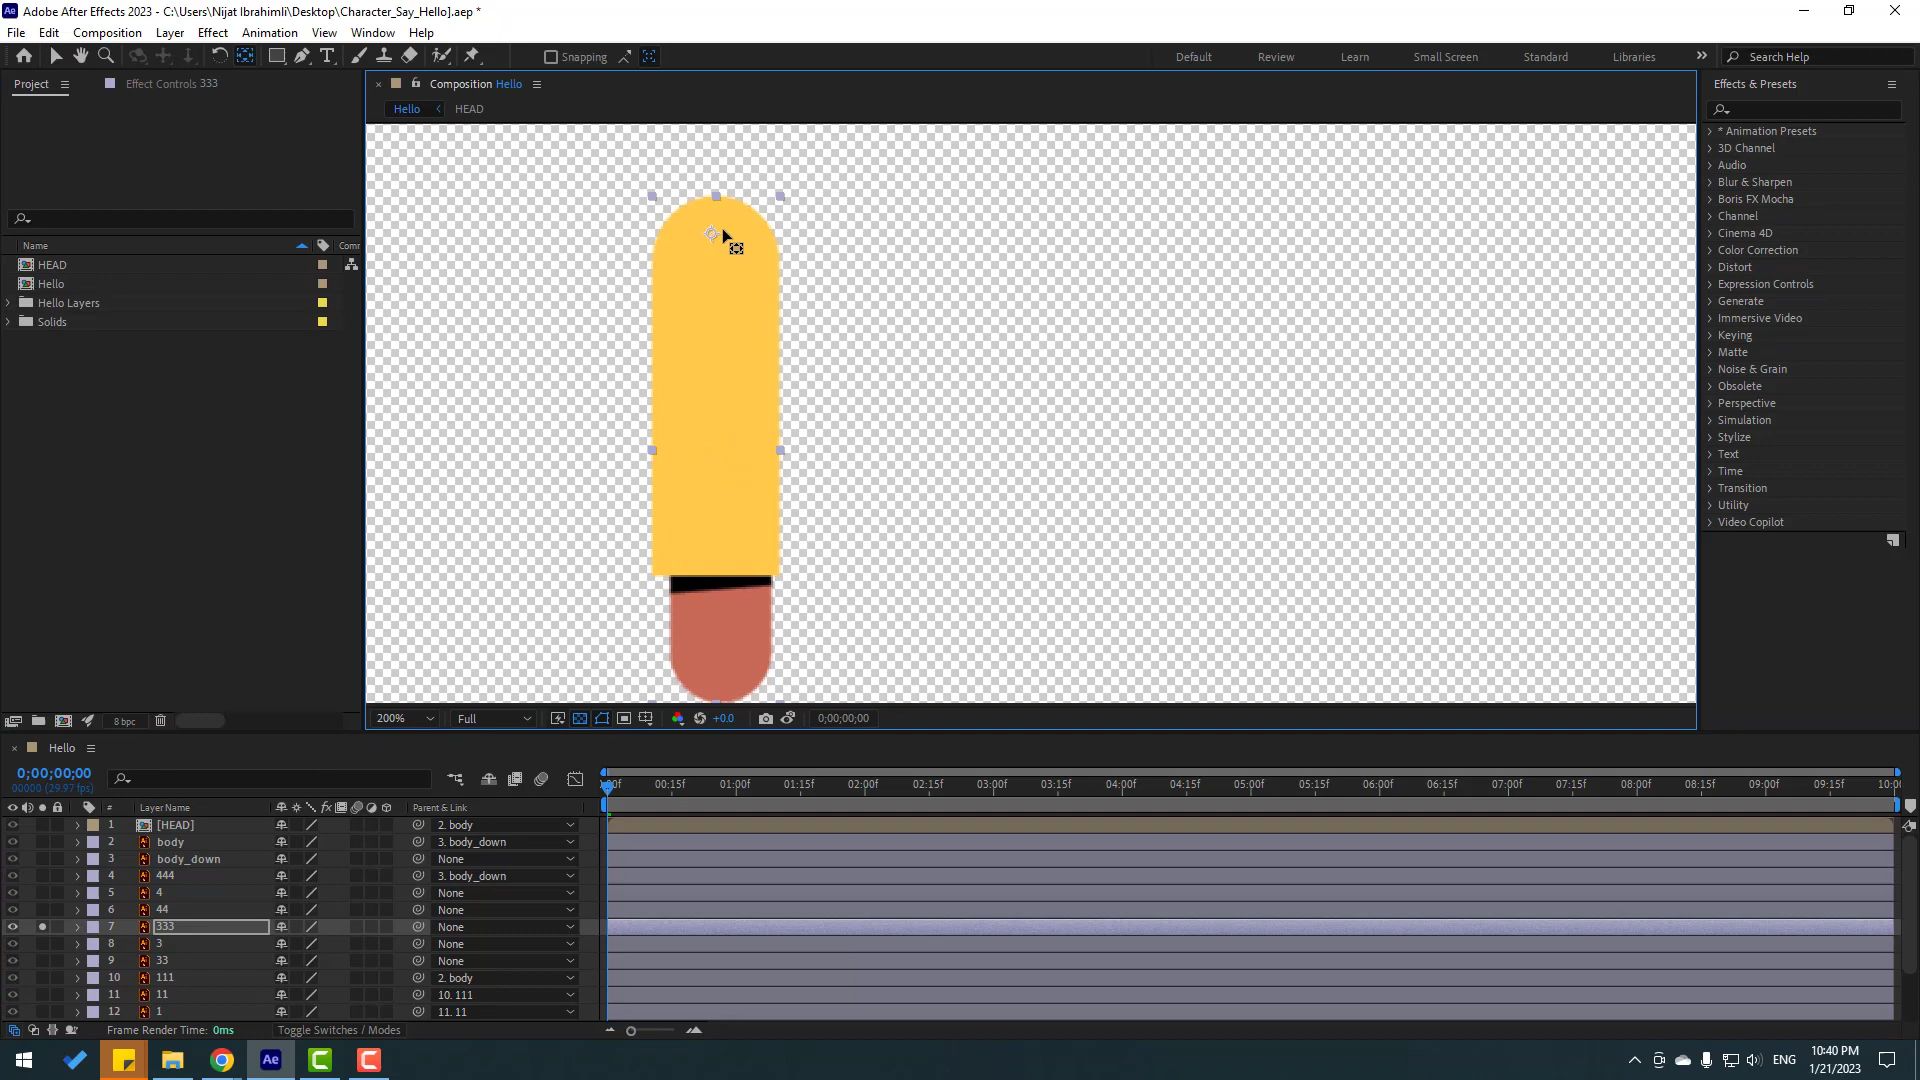 Ae Adobe After Effects 2023 - C:\Users\Nijat Ibrahimli\Desktop\Character_Say_Hello].aep *
File Edit Composition Layer Effect Animation View Window Help
Snapping Default Review Learn Small Screen Standard Libraries Search Help
Project Effect Controls 333 Composition Hello Effects & Presets
Hello HEAD
* Animation Presets
3D Channel
Audio
Blur & Sharpen
Boris FX Mocha
Channel
Cinema 4D
Color Correction
Distort
Expression Controls
Generate
Immersive Video
Keying
Matte
Noise & Grain
Obsolete
Perspective
Simulation
Stylize
Text
Time
Transition
Utility
Video Copilot
Name Comr
HEAD
Hello
Hello Layers
Solids
8 bpc 200% Full +0.0 0;00;00;00
Hello
0;00;00;00
00000 (29.97 fps)
:00f 00:15f 01:00f 01:15f 02:00f 02:15f 03:00f 03:15f 04:00f 04:15f 05:00f 05:15f 06:00f 06:15f 07:00f 07:15f 08:00f 08:15f 09:00f 09:15f 10:00
# Layer Name fx Parent & Link
1 [HEAD] 2. body
2 body 3. body_down
3 body_down None
4 444 3. body_down
5 4 None
6 44 None
7 333 None
8 3 None
9 33 None
10 111 2. body
11 11 10. 111
12 1 11. 11
Frame Render Time: 0ms Toggle Switches / Modes
Ae ENG 10:40 PM
1/21/2023